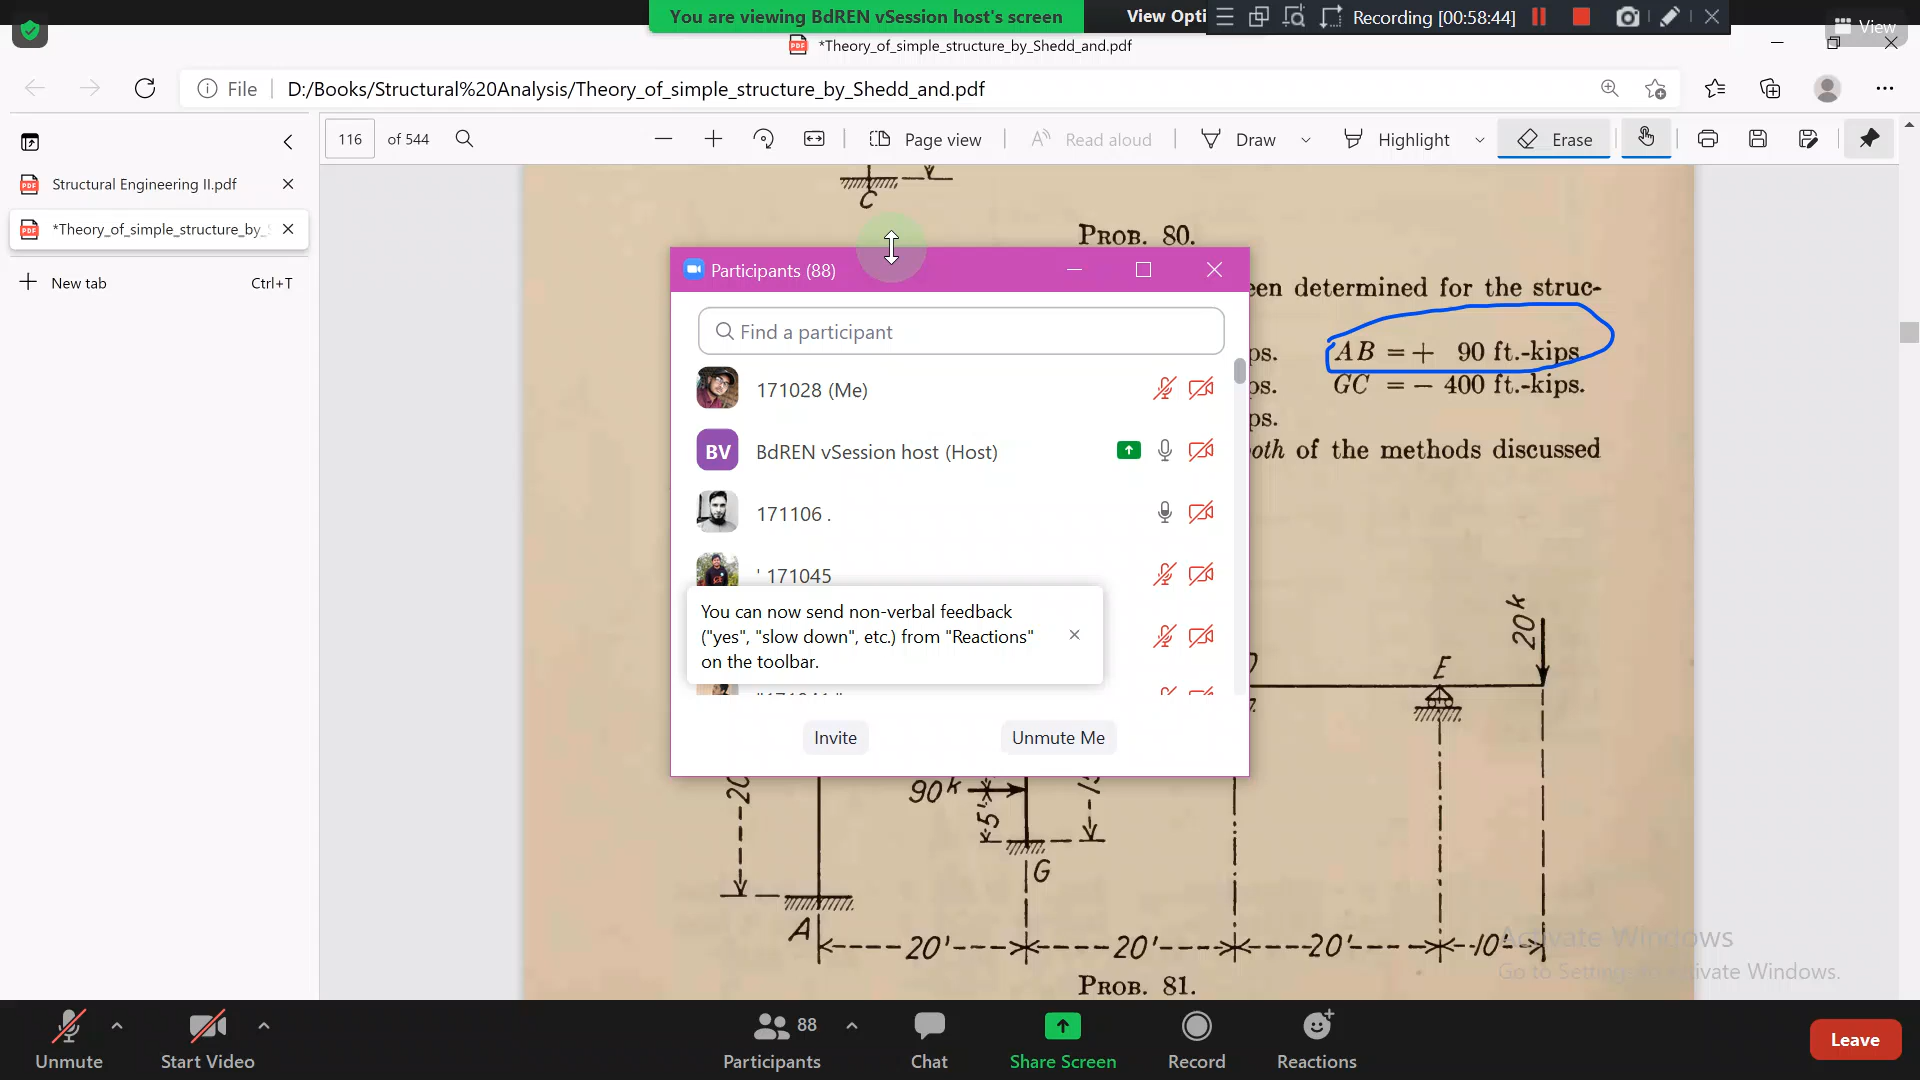 You are viewing BdREN vSession host's screen
View Opti
Recording [00:58:44]
View
*Theory_of_simple_structure_by_Shedd_and.pdf
File
D:/Books/Structural%20Analysis/Theory_of_simple_structure_by_Shedd_and.pdf
116 of 544
Page view
Read aloud
Draw
Highlight
Erase
Structural Engineering II.pdf
*Theory_of_simple_structure_by_
New tab
Ctrl+T
C
PROB. 80.
een determined for the struc-
ps. AB = + 90 ft.-kips.
ps. GC = − 400 ft.-kips.
ps.
oth of the methods discussed
Participants (88)
Find a participant
171028 (Me)
BV
BdREN vSession host (Host)
171106 .
' 171045
You can now send non-verbal feedback
("yes", "slow down", etc.) from "Reactions"
on the toolbar.
Invite
Unmute Me
20k
E
20
90k
5'
G
A
20' 20' 20' 10'
PROB. 81.
Activate Windows
Go to Settings to activate Windows.
Unmute
Start Video
88
Participants
Chat
Share Screen
Record
Reactions
Leave